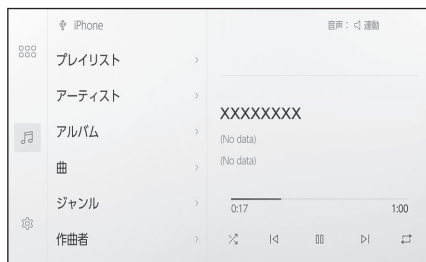 iPhone
音声： 連動
プレイリスト
アーティスト
アルバム
曲
ジャンル
作曲者
XXXXXXXX
(No data)
(No data)
0:17
1:00